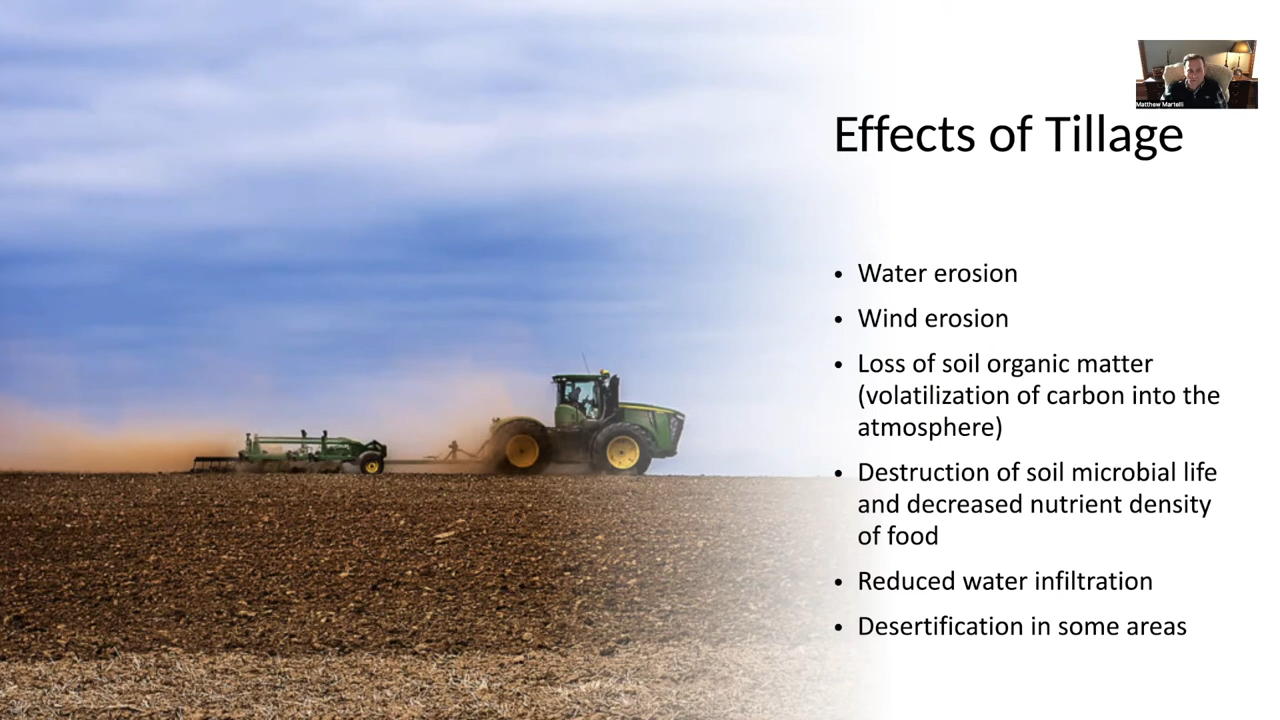 Matthew Martelli
Effects of Tillage
• Water erosion
• Wind erosion
• Loss of soil organic matter
(volatilization of carbon into the
atmosphere)
• Destruction of soil microbial life
and decreased nutrient density
of food
• Reduced water infiltration
• Desertification in some areas